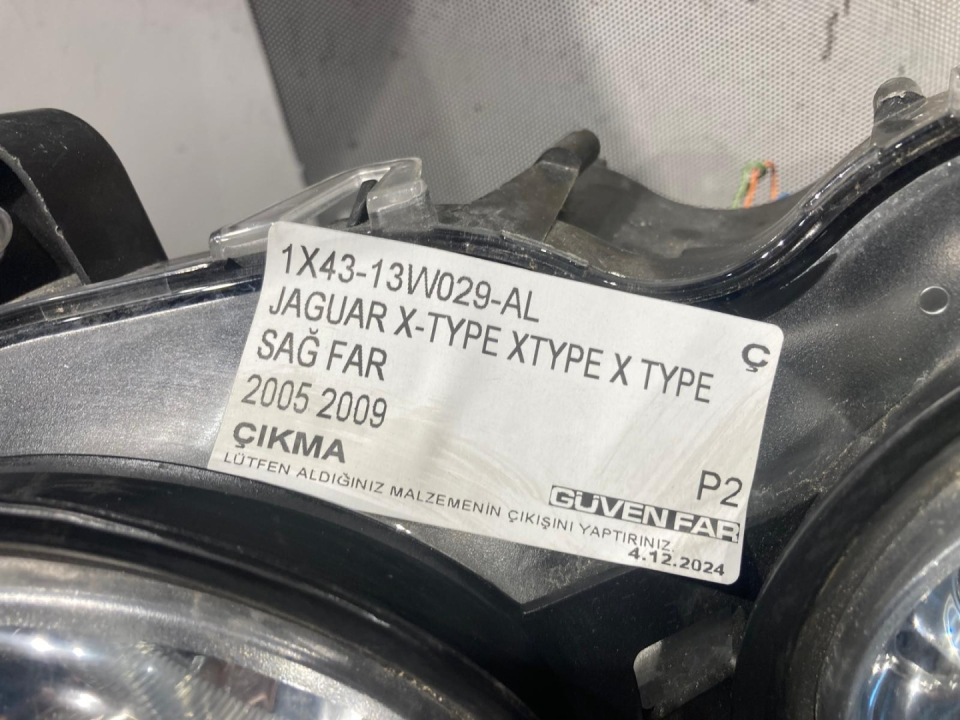 1X43-13W029-AL
JAGUAR X-TYPE XTYPE X TYPE
Ç
SAĞ FAR
2005 2009
ÇIKMA
P2
LÜTFEN ALDIĞINIZ MALZEMENİN ÇIKIŞINI YAPTIRINIZ.
GÜVEN FAR
4.12.2024